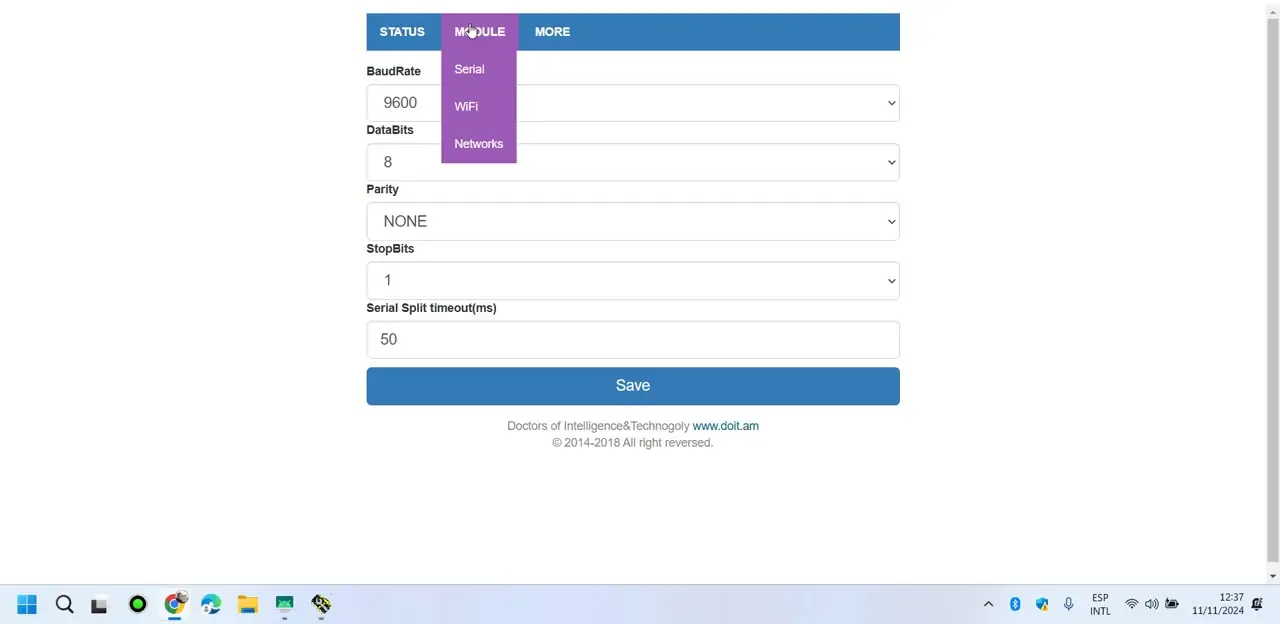 STATUS MODULE MORE
Serial
WiFi
Networks
BaudRate
9600
DataBits
8
Parity
NONE
StopBits
1
Serial Split timeout(ms)
50
Save
Doctors of Intelligence&Technogoly www.doit.am
© 2014-2018 All right reversed.
ESP
INTL
12:37
11/11/2024